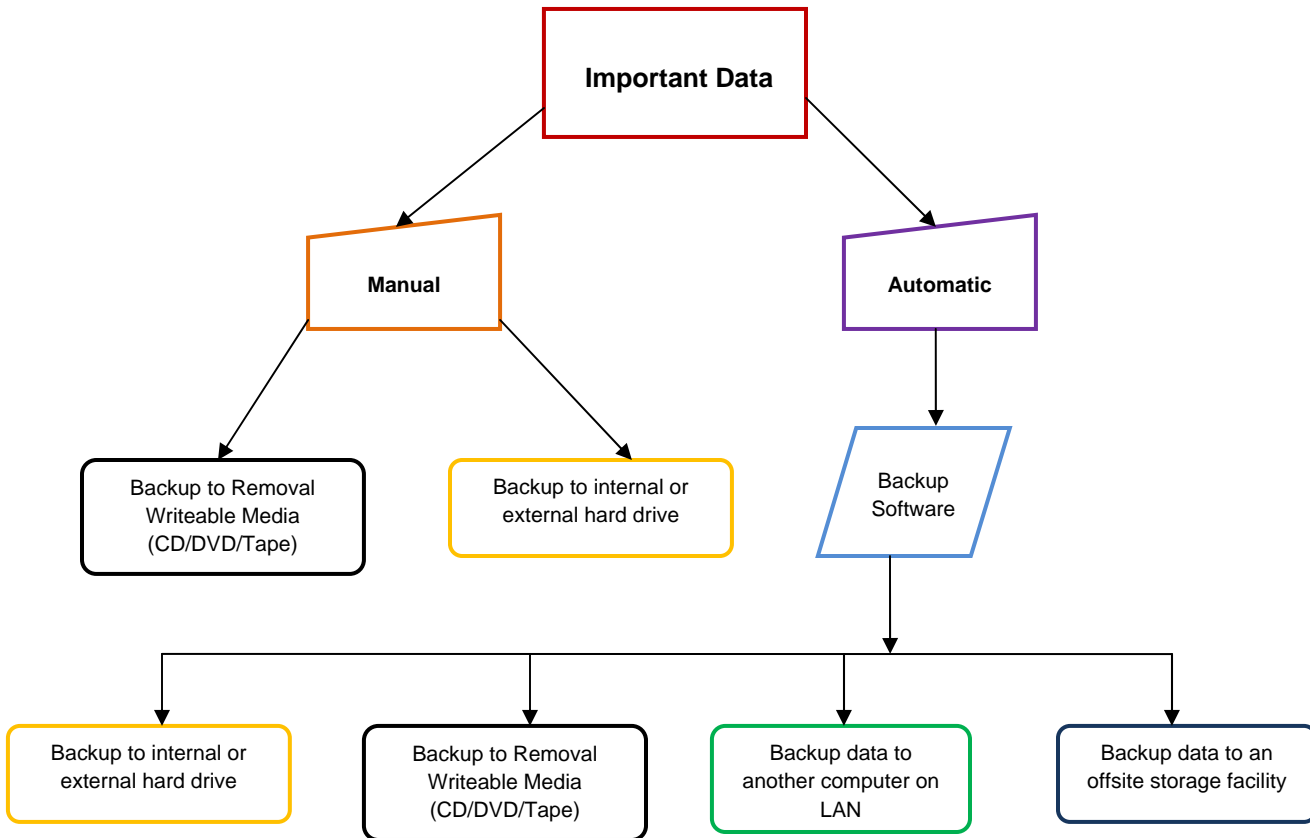 Important Data
Manual
Automatic
Backup to Removal
Writeable Media
(CD/DVD/Tape)
Backup to internal or
external hard drive
Backup
Software
Backup to internal or
external hard drive
Backup to Removal
Writeable Media
(CD/DVD/Tape)
Backup data to
another computer on
LAN
Backup data to an
offsite storage facility